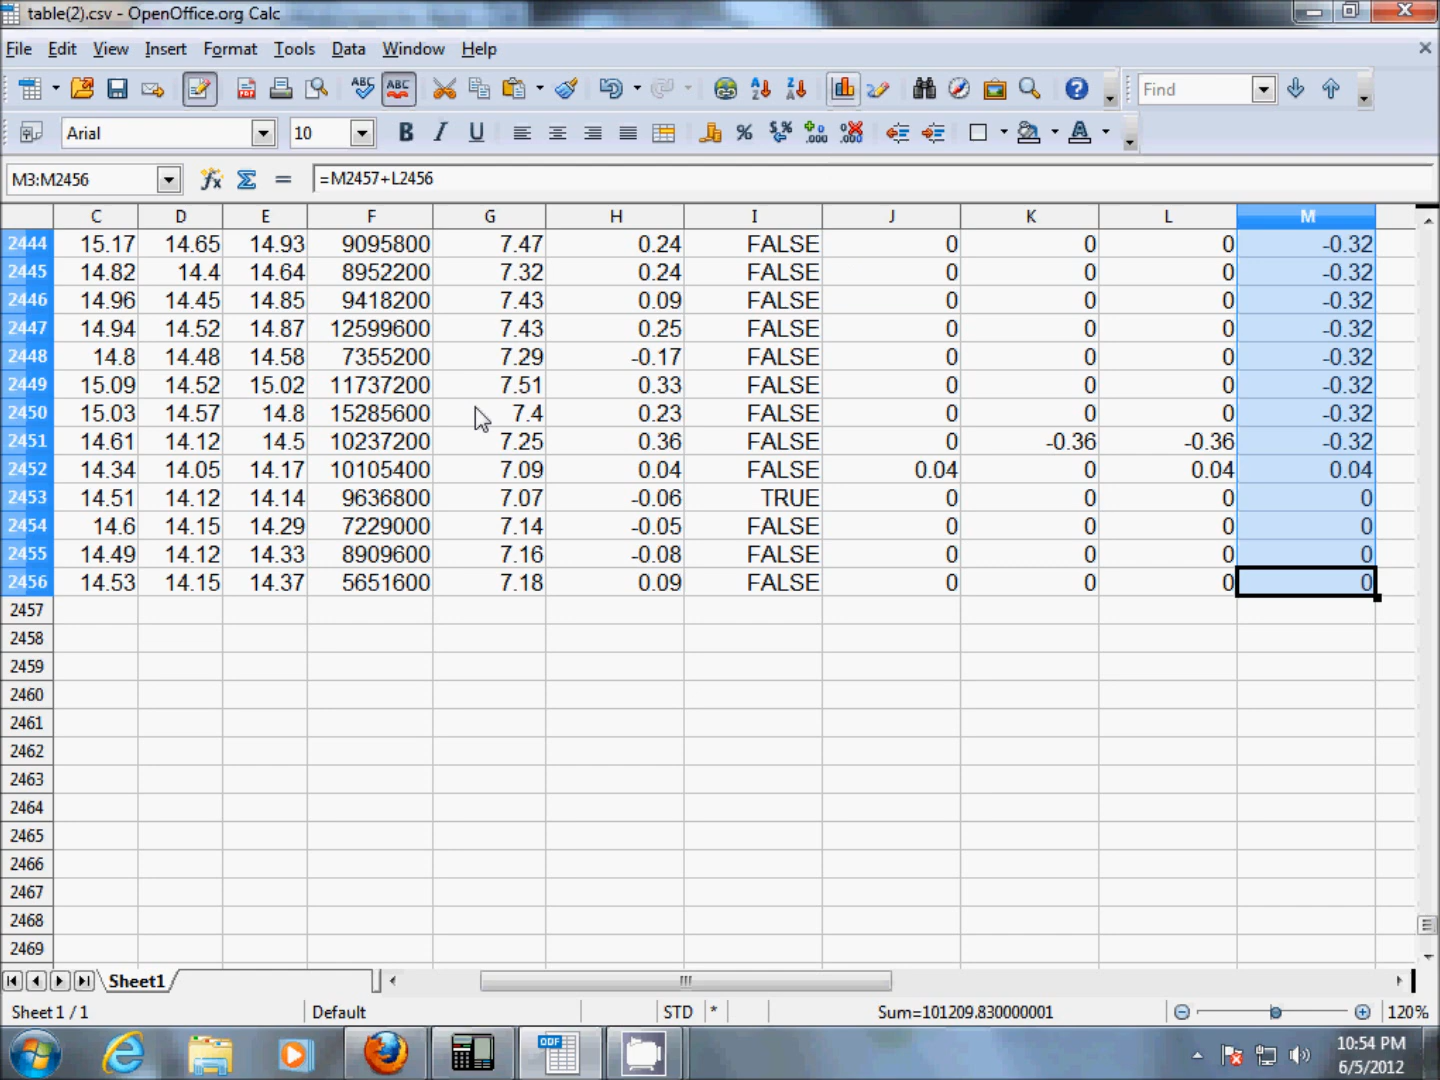 table(2).csv - OpenOffice.org Calc
File Edit View Insert Format Tools Data Window Help
Find
Arial 10
M3:M2456 =M2457+L2456
C D E F G H I J K L M
2444 15.17 14.65 14.93 9095800 7.47 0.24 FALSE 0 0 0 -0.32
2445 14.82 14.4 14.64 8952200 7.32 0.24 FALSE 0 0 0 -0.32
2446 14.96 14.45 14.85 9418200 7.43 0.09 FALSE 0 0 0 -0.32
2447 14.94 14.52 14.87 12599600 7.43 0.25 FALSE 0 0 0 -0.32
2448 14.8 14.48 14.58 7355200 7.29 -0.17 FALSE 0 0 0 -0.32
2449 15.09 14.52 15.02 11737200 7.51 0.33 FALSE 0 0 0 -0.32
2450 15.03 14.57 14.8 15285600 7.4 0.23 FALSE 0 0 0 -0.32
2451 14.61 14.12 14.5 10237200 7.25 0.36 FALSE 0 -0.36 -0.36 -0.32
2452 14.34 14.05 14.17 10105400 7.09 0.04 FALSE 0.04 0 0.04 0.04
2453 14.51 14.12 14.14 9636800 7.07 -0.06 TRUE 0 0 0 0
2454 14.6 14.15 14.29 7229000 7.14 -0.05 FALSE 0 0 0 0
2455 14.49 14.12 14.33 8909600 7.16 -0.08 FALSE 0 0 0 0
2456 14.53 14.15 14.37 5651600 7.18 0.09 FALSE 0 0 0 0
2457
2458
2459
2460
2461
2462
2463
2464
2465
2466
2467
2468
2469
Sheet1
Sheet 1 / 1 Default STD * Sum=101209.830000001 120%
10:54 PM
6/5/2012